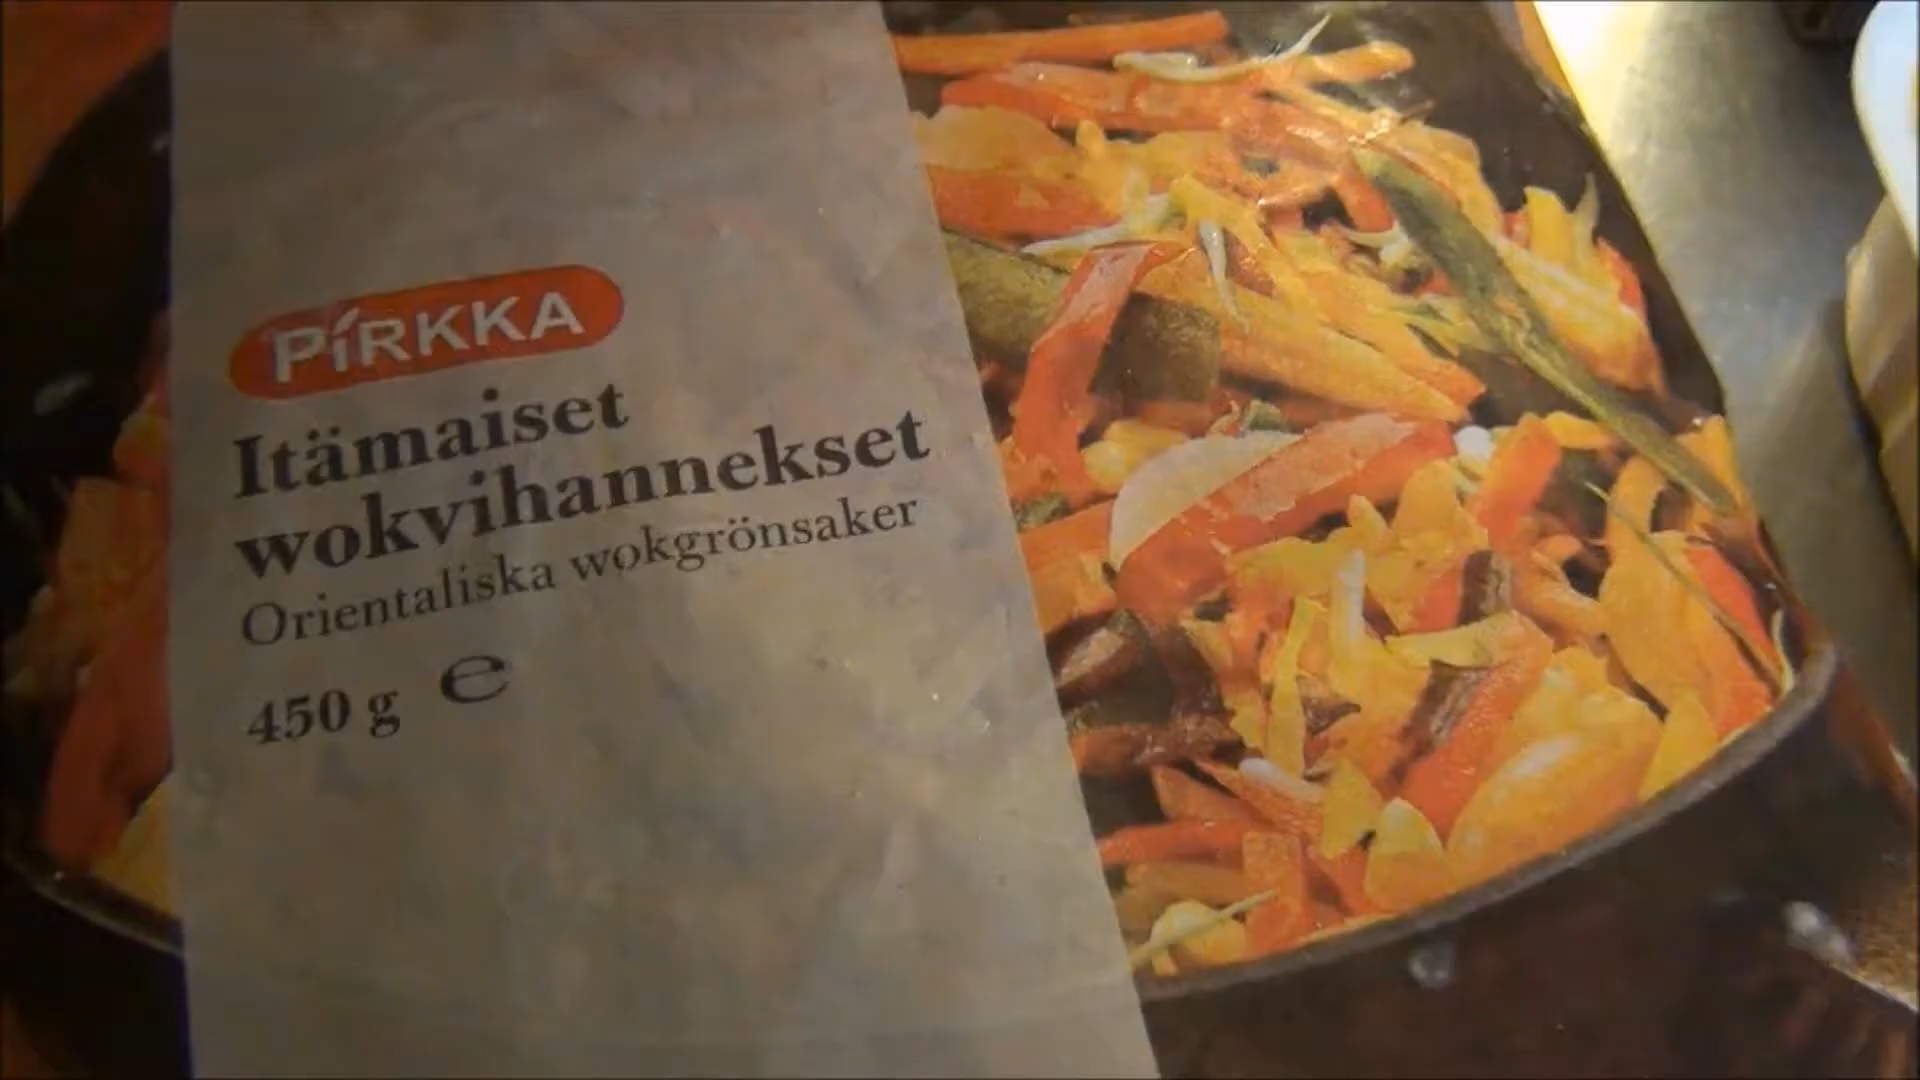 PIRKKA
Itämaiset
wokvihannekset
Orientaliska wokgrönsaker
450 g e